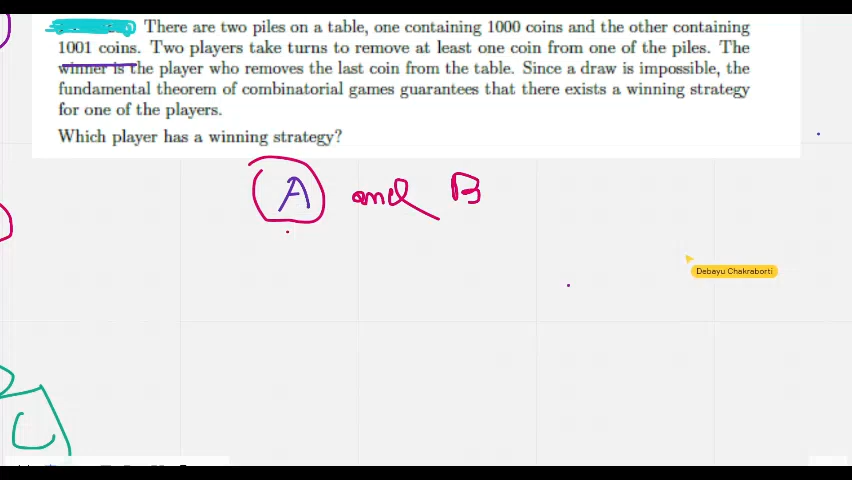 There are two piles on a table, one containing 1000 coins and the other containing
1001 coins. Two players take turns to remove at least one coin from one of the piles. The
winner is the player who removes the last coin from the table. Since a draw is impossible, the
fundamental theorem of combinatorial games guarantees that there exists a winning strategy
for one of the players.
Which player has a winning strategy?
A and B
Debayu Chakraborti